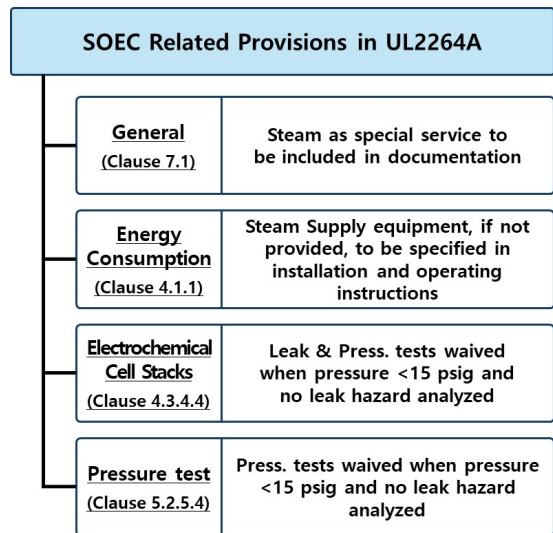 SOEC Related Provisions in UL2264A
General
(Clause 7.1)
Steam as special service to
be included in documentation
Energy
Consumption
(Clause 4.1.1)
Steam Supply equipment, if not
provided, to be specified in
installation and operating
instructions
Electrochemical
Cell Stacks
(Clause 4.3.4.4)
Leak & Press. tests waived
when pressure <15 psig and
no leak hazard analyzed
Pressure test
(Clause 5.2.5.4)
Press. tests waived when pressure
<15 psig and no leak hazard
analyzed